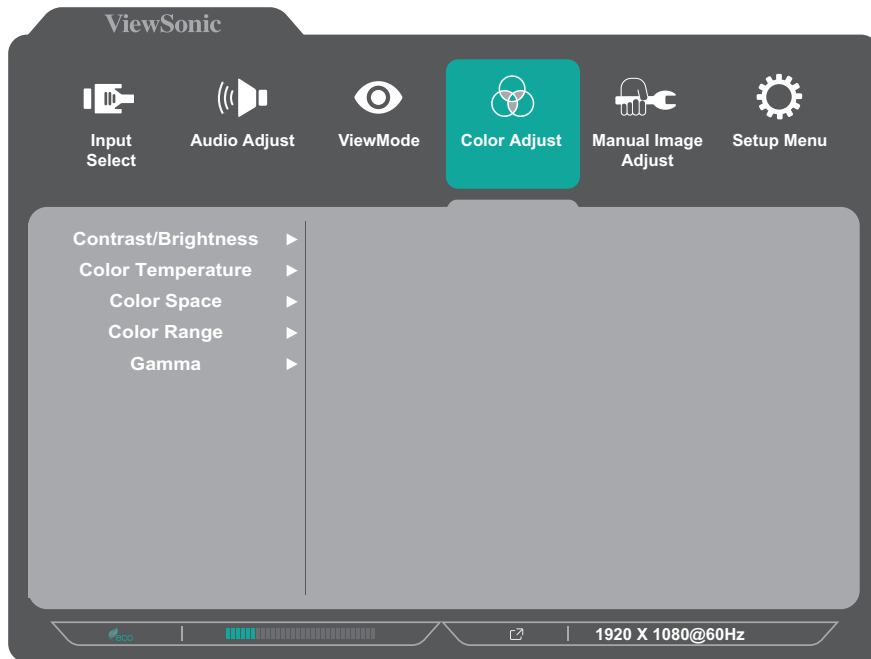 ViewSonic
Input
Select
Audio Adjust
ViewMode
Color Adjust
Manual Image
Adjust
Setup Menu
Contrast/Brightness
Color Temperature
Color Space
Color Range
Gamma
eco
1920 X 1080@60Hz